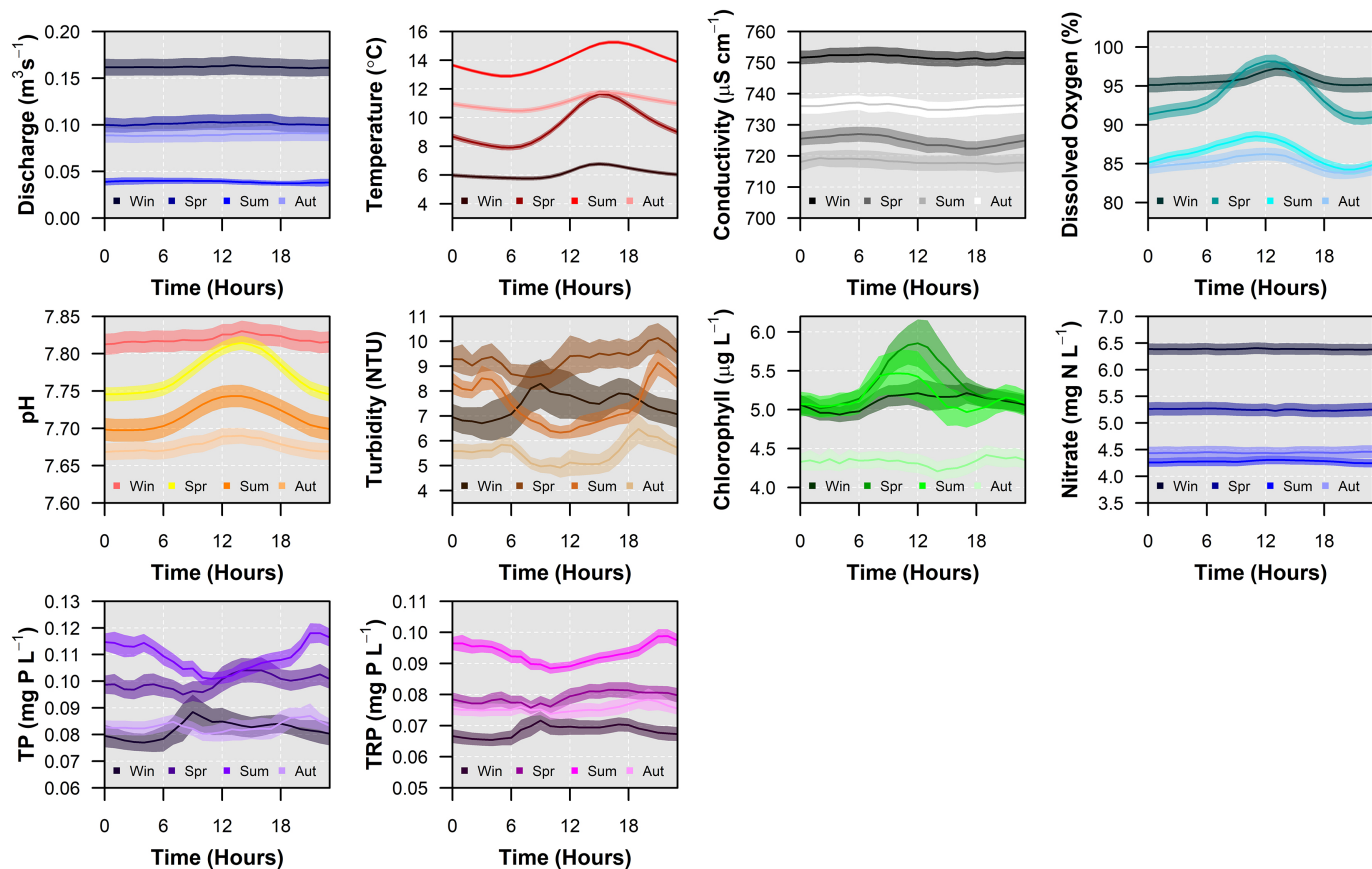 Discharge (m³s⁻¹)
0.20
0.15
0.10
0.05
0.00
Win Spr Sum Aut
0 6 12 18
Time (Hours)
Temperature (°C)
16
14
12
10
8
6
4
Win Spr Sum Aut
0 6 12 18
Time (Hours)
Conductivity (μS cm⁻¹)
760
750
740
730
720
710
700
Win Spr Sum Aut
0 6 12 18
Time (Hours)
Dissolved Oxygen (%)
100
95
90
85
80
Win Spr Sum Aut
0 6 12 18
Time (Hours)
pH
7.85
7.80
7.75
7.70
7.65
7.60
Win Spr Sum Aut
0 6 12 18
Time (Hours)
Turbidity (NTU)
11
10
9
8
7
6
5
4
Win Spr Sum Aut
0 6 12 18
Time (Hours)
Chlorophyll (μg L⁻¹)
6.0
5.5
5.0
4.5
4.0
Win Spr Sum Aut
0 6 12 18
Time (Hours)
Nitrate (mg N L⁻¹)
7.0
6.5
6.0
5.5
5.0
4.5
4.0
3.5
Win Spr Sum Aut
0 6 12 18
Time (Hours)
TP (mg P L⁻¹)
0.13
0.12
0.11
0.10
0.09
0.08
0.07
0.06
Win Spr Sum Aut
0 6 12 18
Time (Hours)
TRP (mg P L⁻¹)
0.11
0.10
0.09
0.08
0.07
0.06
0.05
Win Spr Sum Aut
0 6 12 18
Time (Hours)